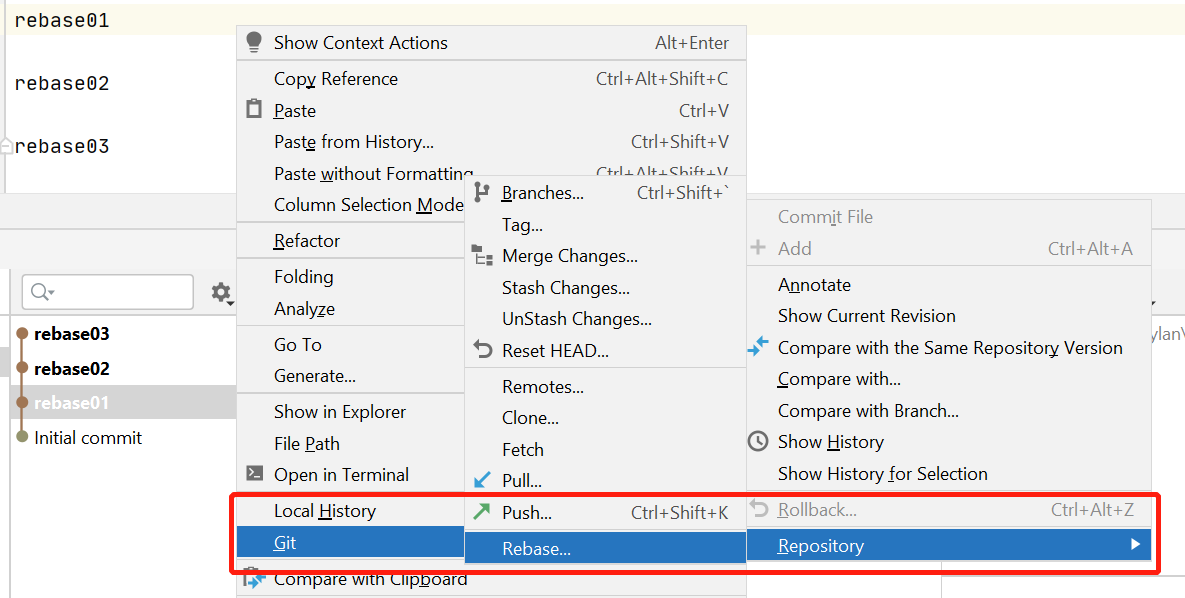 rebase01
rebase02
rebase03
rebase03
rebase02
rebase01
Initial commit
Show Context Actions Alt+Enter
Copy Reference Ctrl+Alt+Shift+C
Paste Ctrl+V
Paste from History... Ctrl+Shift+V
Paste without Formatting Ctrl+Alt+Shift+V
Column Selection Mode
Refactor
Folding
Analyze
Go To
Generate...
Show in Explorer
File Path
Open in Terminal
Local History
Git
Compare with Clipboard
Branches... Ctrl+Shift+`
Tag...
Merge Changes...
Stash Changes...
UnStash Changes...
Reset HEAD...
Remotes...
Clone...
Fetch
Pull...
Push... Ctrl+Shift+K
Rebase...
Commit File
Add Ctrl+Alt+A
Annotate
Show Current Revision
Compare with the Same Repository Version
Compare with...
Compare with Branch...
Show History
Show History for Selection
Rollback... Ctrl+Alt+Z
Repository